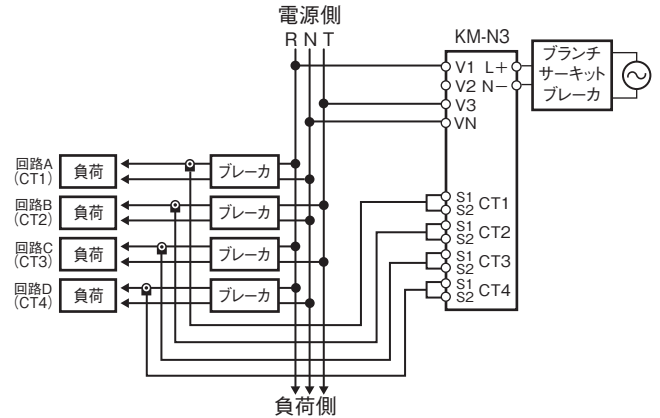 電源側
R N T
KM-N3
V1 L+
V2 N−
V3
VN
ブランチ
サーキット
ブレーカ
回路A
(CT1)
負荷
ブレーカ
回路B
(CT2)
負荷
ブレーカ
回路C
(CT3)
負荷
ブレーカ
回路D
(CT4)
負荷
ブレーカ
S1
S2 CT1
S1
S2 CT2
S1
S2 CT3
S1
S2 CT4
負荷側